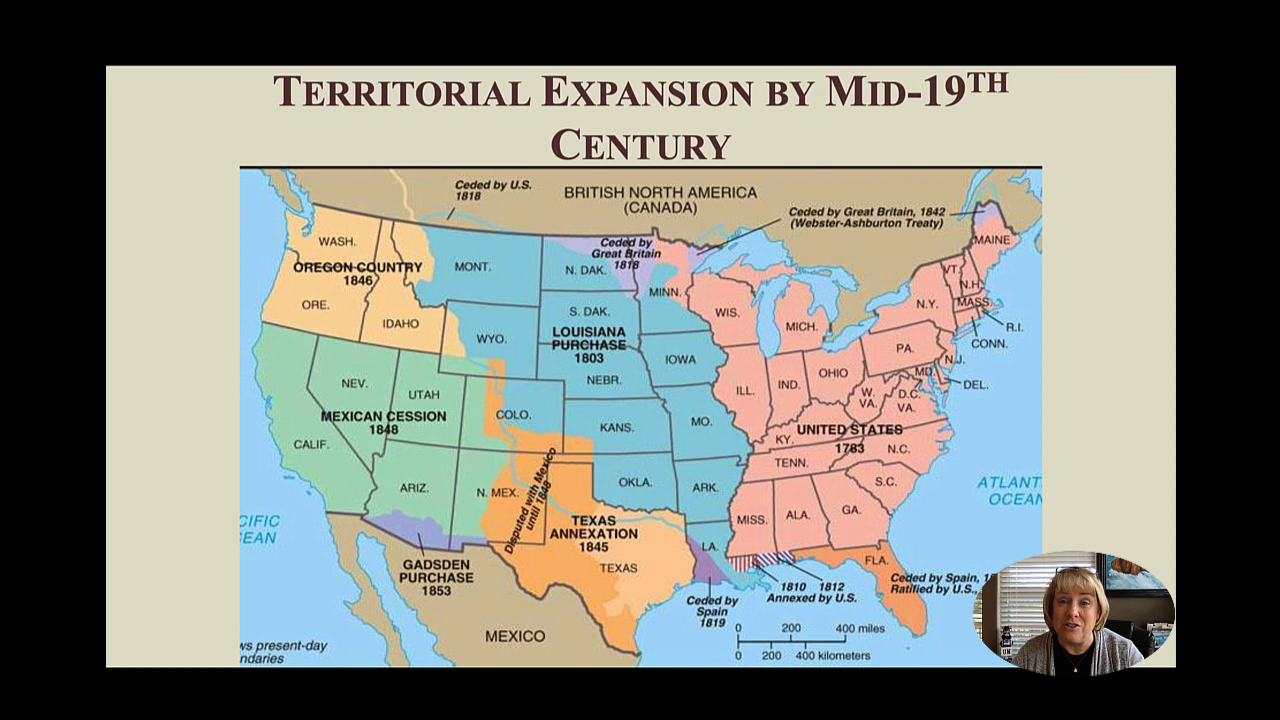 TERRITORIAL EXPANSION BY MID-19TH
CENTURY
Ceded by U.S.
1818
BRITISH NORTH AMERICA
(CANADA)
Ceded by Great Britain, 1842
(Webster-Ashburton Treaty)
WASH.
OREGON COUNTRY
1846
ORE.
IDAHO
MONT.
Ceded by
Great Britain
1818
N. DAK.
MINN.
S. DAK.
LOUISIANA
PURCHASE
1803
WYO.
NEBR.
IOWA
WIS.
MICH.
MAINE
VT.
N.H.
MASS.
N.Y.
R.I.
CONN.
PA.
N.J.
MD.
DEL.
OHIO
IND.
ILL.
W.
VA.
D.C.
VA.
NEV.
UTAH
MEXICAN CESSION
1848
CALIF.
COLO.
KANS.
MO.
UNITED STATES
1783
KY.
N.C.
TENN.
S.C.
ARIZ.
N. MEX.
Disputed with Mexico
until 1848
OKLA.
ARK.
MISS.
ALA.
GA.
TEXAS
ANNEXATION
1845
TEXAS
LA.
FLA.
GADSDEN
PURCHASE
1853
Ceded by
Spain
1819
1810
1812
Annexed by U.S.
Ceded by Spain,
Ratified by U.S.,
CIFIC
EAN
ATLANT
OCEAN
MEXICO
0 200 400 miles
0 200 400 kilometers
ws present-day
ndaries